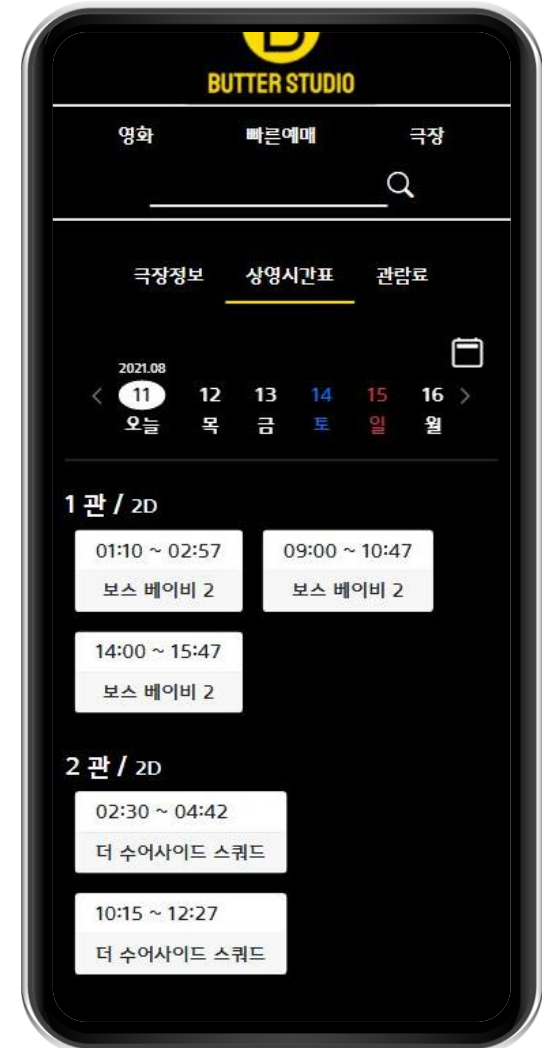 BUTTER STUDIO
영화 빠른예매 극장
극장정보 상영시간표 관람료
2021.08
< 11 12 13 14 15 16 >
오늘 목 금 토 일 월
1 관 / 2D
01:10 ~ 02:57 09:00 ~ 10:47
보스 베이비 2 보스 베이비 2
14:00 ~ 15:47
보스 베이비 2
2 관 / 2D
02:30 ~ 04:42
더 수어사이드 스쿼드
10:15 ~ 12:27
더 수어사이드 스쿼드